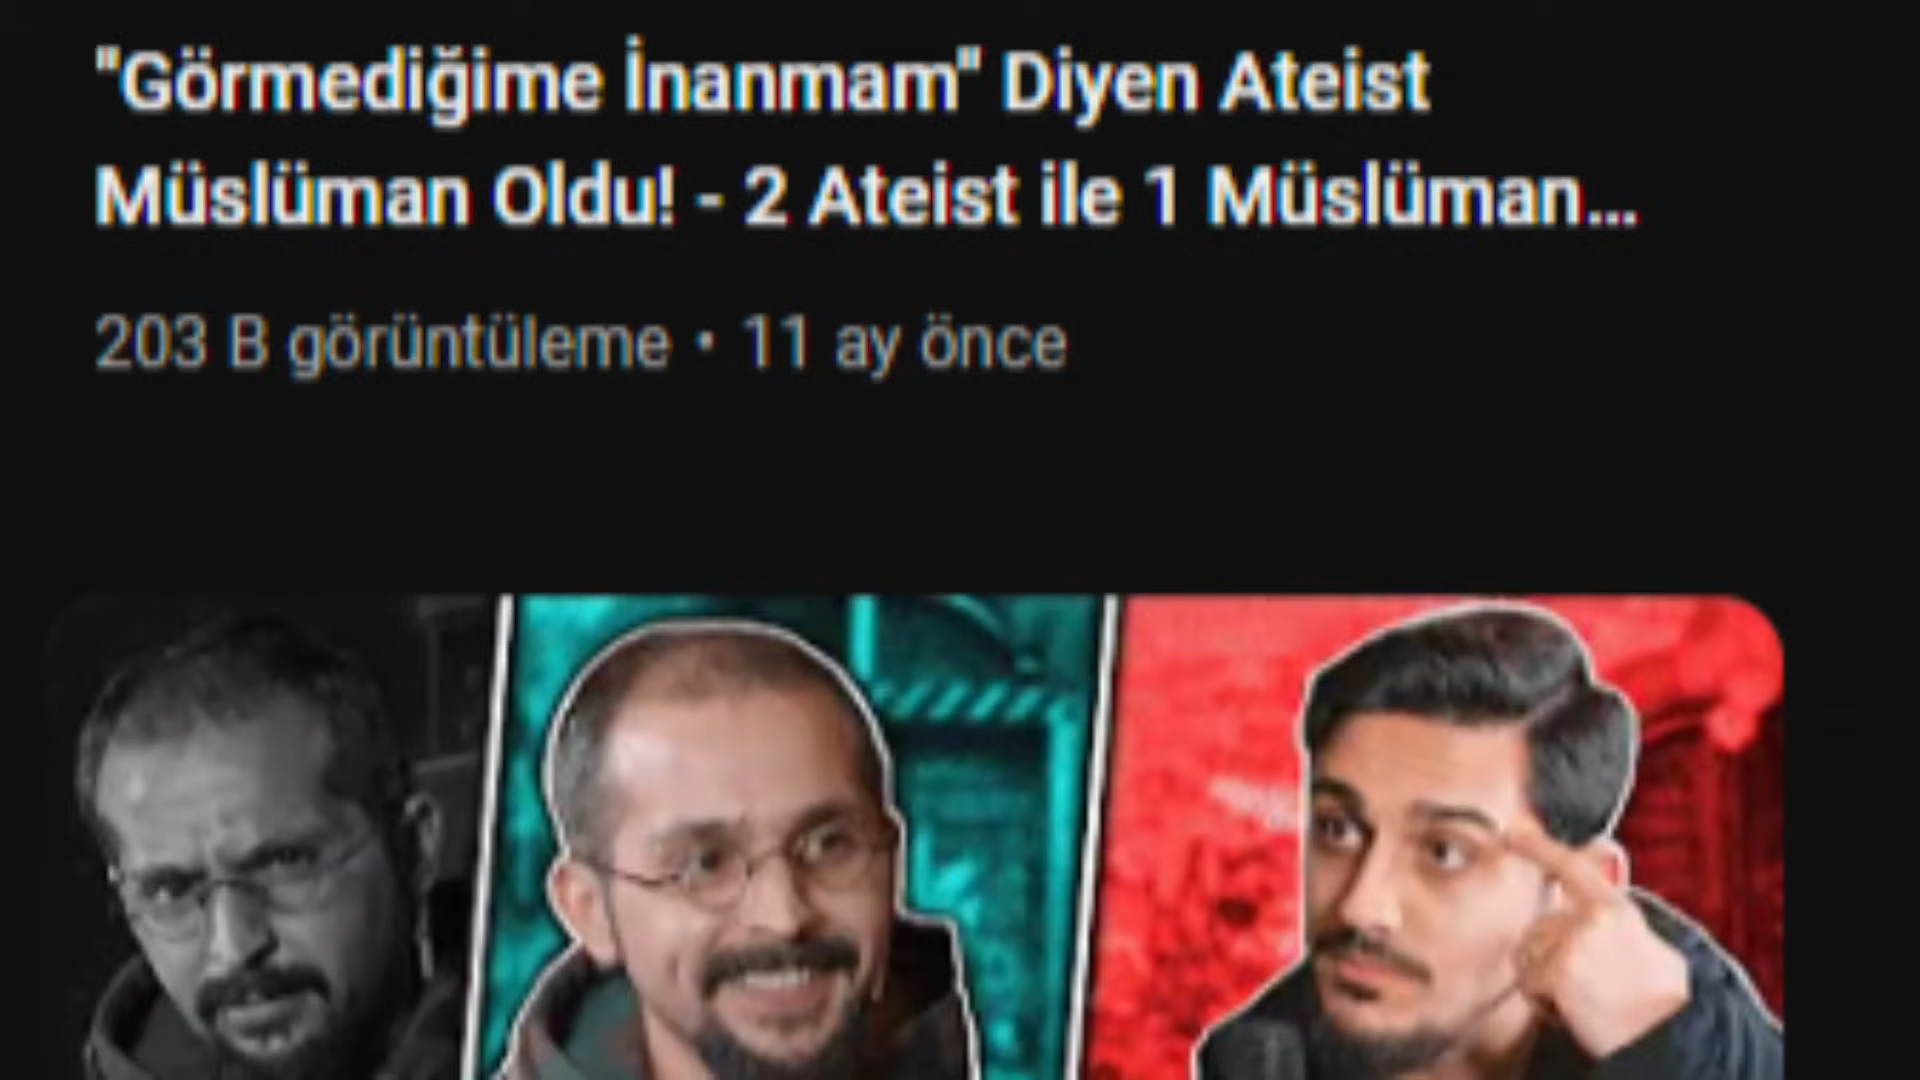 "Görmediğime İnanmam" Diyen Ateist
Müslüman Oldu! - 2 Ateist ile 1 Müslüman...
203 B görüntüleme • 11 ay önce